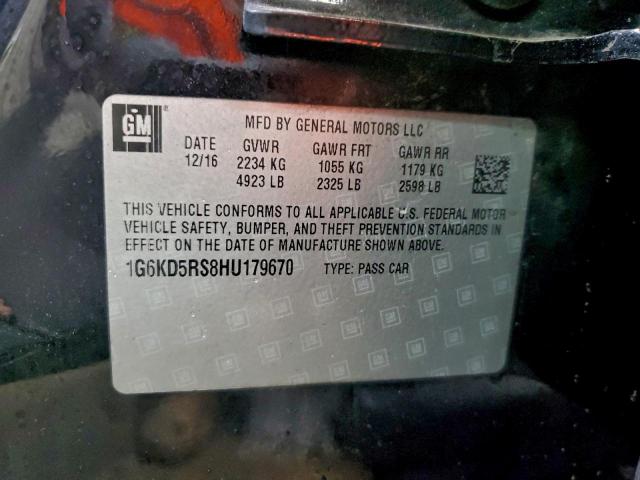 GM
MFD BY GENERAL MOTORS LLC
DATE GVWR GAWR FRT GAWR RR
12/16 2234 KG 1055 KG 1179 KG
4923 LB 2325 LB 2598 LB
THIS VEHICLE CONFORMS TO ALL APPLICABLE U.S. FEDERAL MOTOR
VEHICLE SAFETY, BUMPER, AND THEFT PREVENTION STANDARDS IN
EFFECT ON THE DATE OF MANUFACTURE SHOWN ABOVE.
1G6KD5RS8HU179670 TYPE: PASS CAR